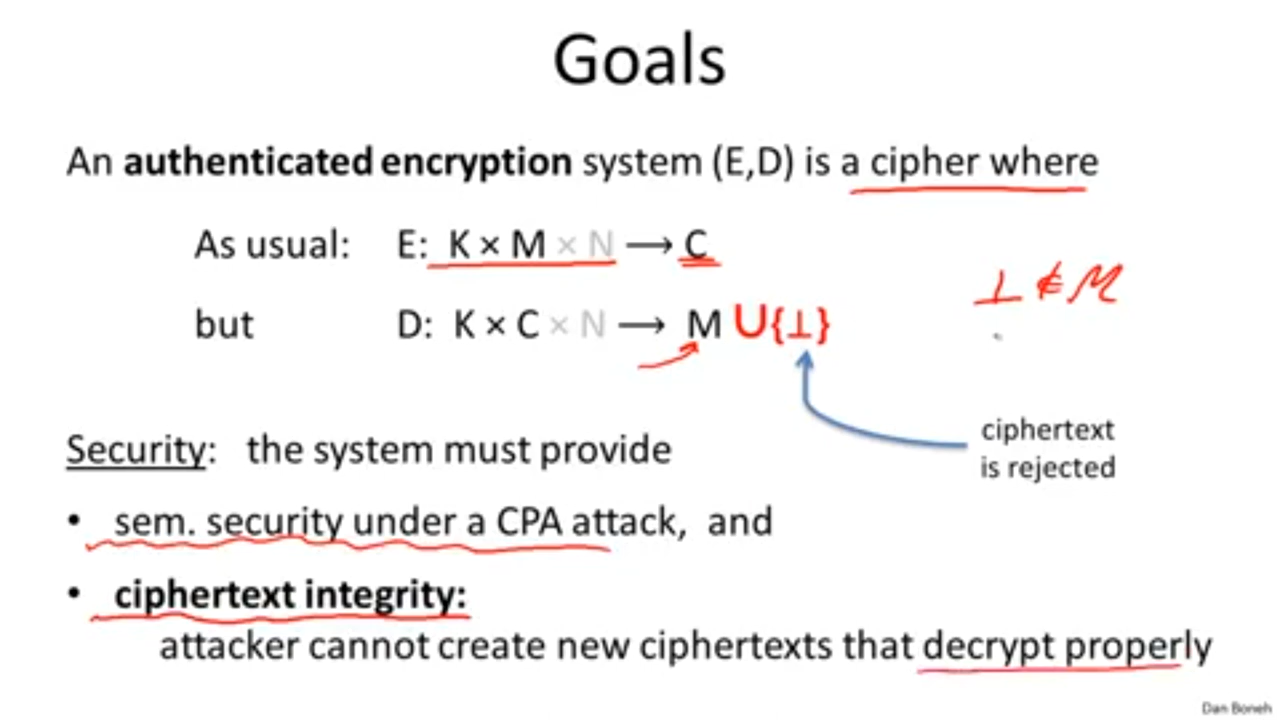 Goals
An authenticated encryption system (E,D) is a cipher where
As usual: E: K × M × N ⟶ C
⊥ ∉ M
but D: K × C × N ⟶ M ∪{⊥}
ciphertext
is rejected
Security: the system must provide
• sem. security under a CPA attack, and
• ciphertext integrity:
attacker cannot create new ciphertexts that decrypt properly
Dan Boneh